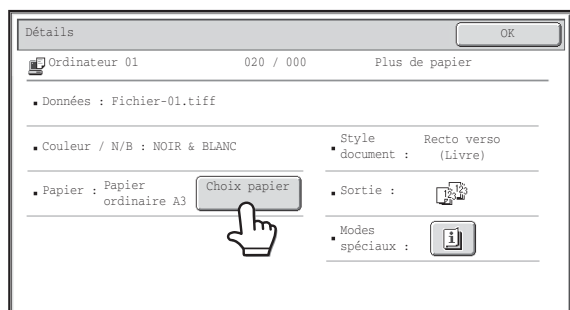 Détails
OK
Ordinateur 01 020 / 000 Plus de papier
Données : Fichier-01.tiff
Couleur / N/B : NOIR & BLANC
Style document : Recto verso (Livre)
Papier : Papier ordinaire A3
Choix papier
Sortie :
Modes spéciaux :